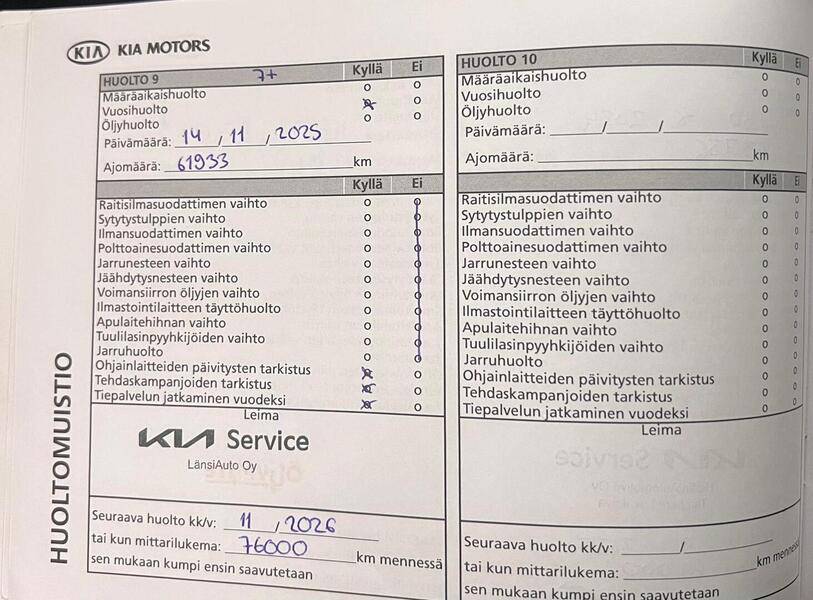 KIA KIA MOTORS
HUOLTO 9 7+ Kyllä Ei
Määräaikaishuolto o o
Vuosihuolto o
Öljyhuolto o o
Päivämäärä: 14 / 11 / 2025
Ajomäärä: 61933 km
Kyllä Ei
Raitisilmasuodattimen vaihto o o
Sytytystulppien vaihto o o
Ilmansuodattimen vaihto o o
Polttoainesuodattimen vaihto o o
Jarrunesteen vaihto o o
Jäähdytysnesteen vaihto o o
Voimansiirron öljyjen vaihto o o
Ilmastointilaitteen täyttöhuolto o o
Apulaitehihnan vaihto o o
Tuulilasinpyyhkijöiden vaihto o o
Jarruhuolto o o
Ohjainlaitteiden päivitysten tarkistus x o
Tehdaskampanjoiden tarkistus x o
Tiepalvelun jatkaminen vuodeksi x o
Leima
KIA Service
LänsiAuto Oy
Seuraava huolto kk/v: 11 / 2026
tai kun mittarilukema: 76000 km mennessä
sen mukaan kumpi ensin saavutetaan
HUOLTO 10 Kyllä Ei
Määräaikaishuolto o o
Vuosihuolto o o
Öljyhuolto o o
Päivämäärä: / /
Ajomäärä: km
Kyllä Ei
Raitisilmasuodattimen vaihto o o
Sytytystulppien vaihto o o
Ilmansuodattimen vaihto o o
Polttoainesuodattimen vaihto o o
Jarrunesteen vaihto o o
Jäähdytysnesteen vaihto o o
Voimansiirron öljyjen vaihto o o
Ilmastointilaitteen täyttöhuolto o o
Apulaitehihnan vaihto o o
Tuulilasinpyyhkijöiden vaihto o o
Jarruhuolto o o
Ohjainlaitteiden päivitysten tarkistus o o
Tehdaskampanjoiden tarkistus o o
Tiepalvelun jatkaminen vuodeksi o o
Leima
Seuraava huolto kk/v: /
tai kun mittarilukema: km mennessä
sen mukaan kumpi ensin saavutetaan
HUOLTOMUISTIO